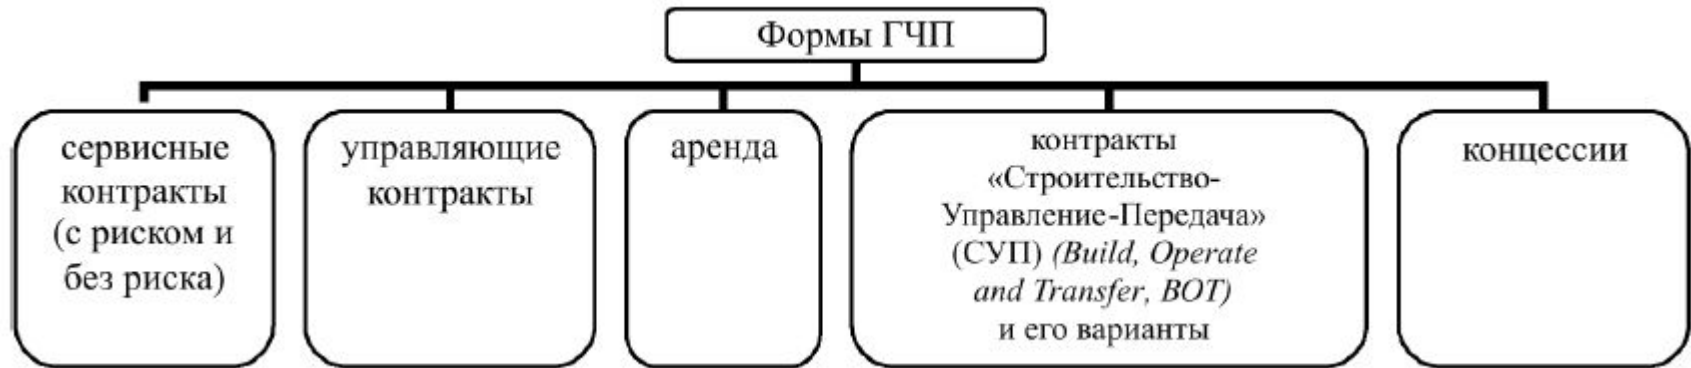 Формы ГЧП
сервисные
контракты
(с риском и
без риска)
управляющие
контракты
аренда
контракты
«Строительство-
Управление-Передача»
(СУП) (Build, Operate
and Transfer, BOT)
и его варианты
концессии